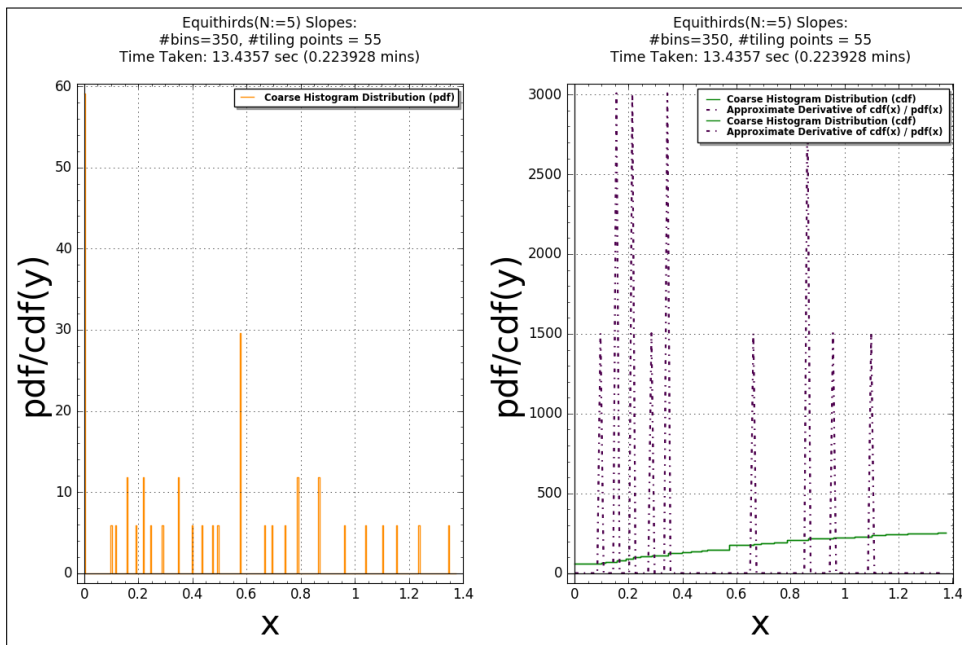 Equithirds(N:=5) Slopes:
#bins=350, #tiling points = 55
Time Taken: 13.4357 sec (0.223928 mins)
60
50
40
30
20
10
0
pdf/cdf(y)
Coarse Histogram Distribution (pdf)
0 0.2 0.4 0.6 0.8 1 1.2 1.4
x
Equithirds(N:=5) Slopes:
#bins=350, #tiling points = 55
Time Taken: 13.4357 sec (0.223928 mins)
3000
2500
2000
1500
1000
500
0
pdf/cdf(y)
Coarse Histogram Distribution (cdf)
Approximate Derivative of cdf(x) / pdf(x)
Coarse Histogram Distribution (cdf)
Approximate Derivative of cdf(x) / pdf(x)
0 0.2 0.4 0.6 0.8 1 1.2 1.4
x